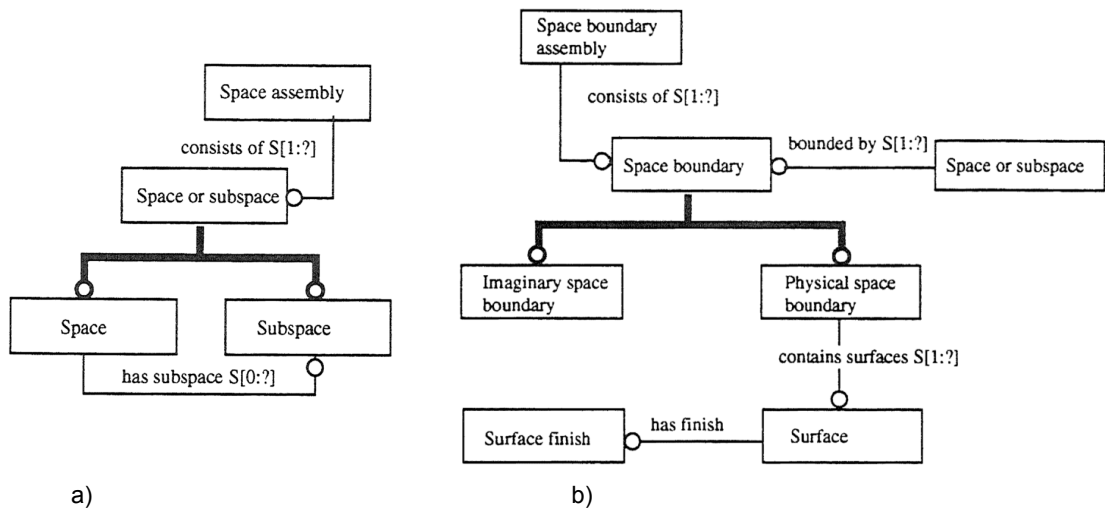 Space assembly
consists of S[1:?]
Space or subspace
Space
Subspace
has subspace S[0:?]
a)
Space boundary
assembly
consists of S[1:?]
Space boundary
bounded by S[1:?]
Space or subspace
Imaginary space
boundary
Physical space
boundary
contains surfaces S[1:?]
Surface finish
has finish
Surface
b)